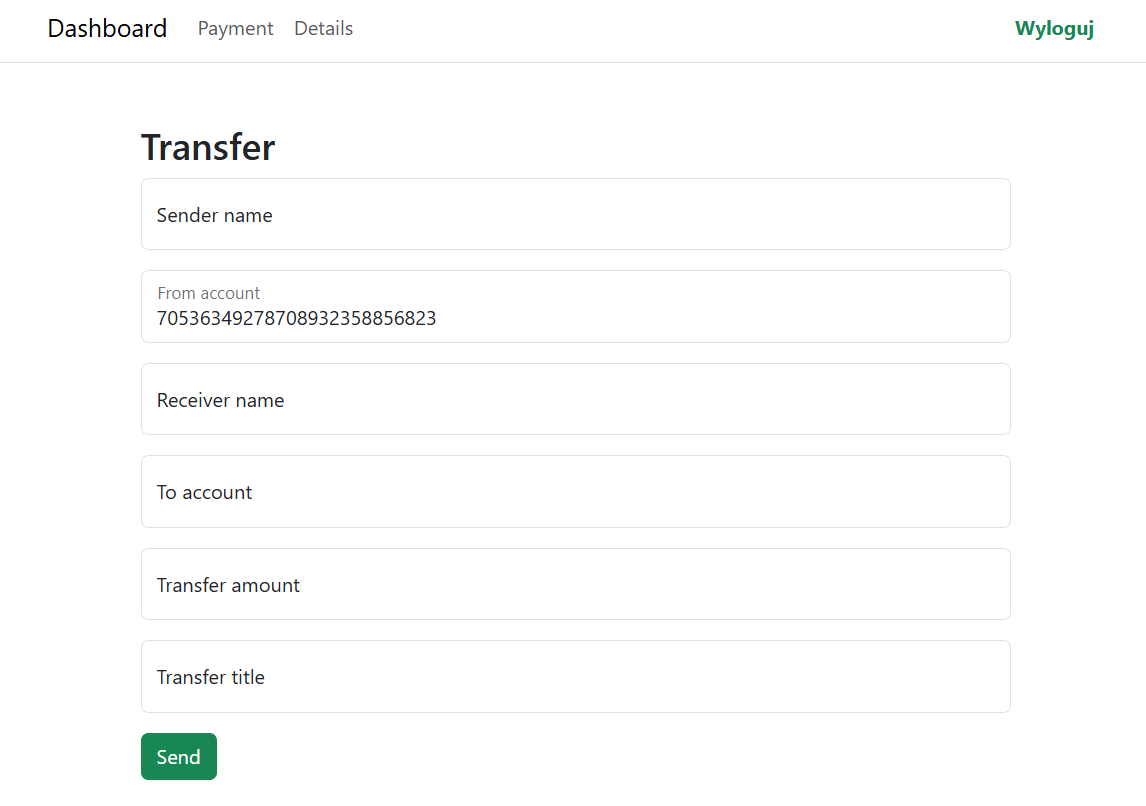 Dashboard Payment Details Wyloguj
Transfer
Sender name
From account
70536349278708932358856823
Receiver name
To account
Transfer amount
Transfer title
Send